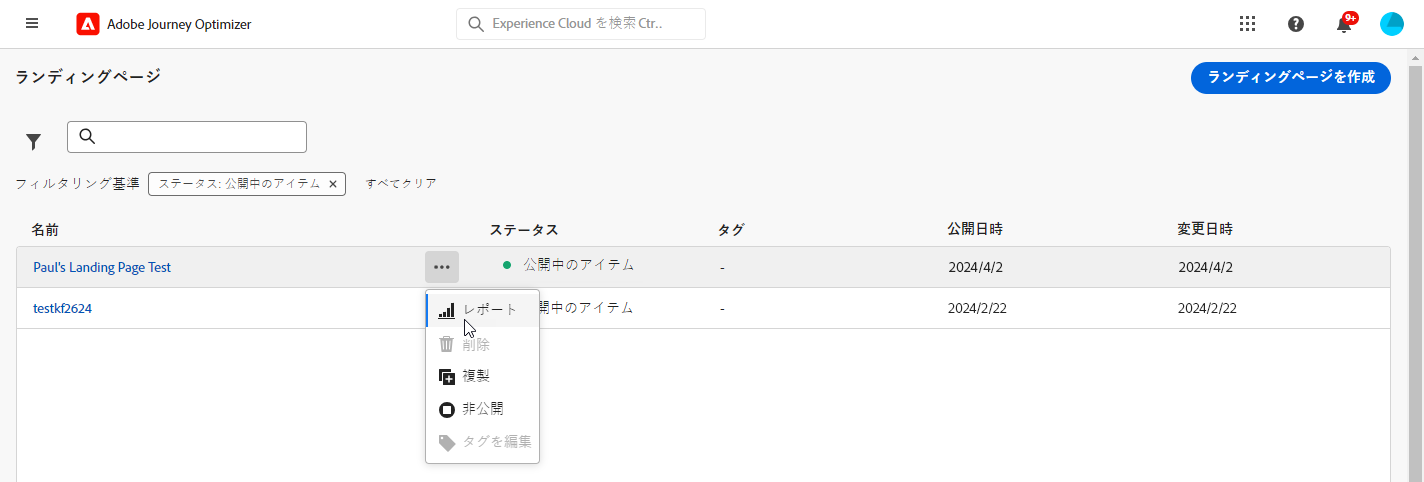 Adobe Journey Optimizer
Experience Cloud を検索 Ctr..
9+
ランディングページ
ランディングページを作成
フィルタリング基準 ステータス: 公開中のアイテム × すべてクリア
名前 ステータス タグ 公開日時 変更日時
Paul's Landing Page Test ••• 公開中のアイテム - 2024/4/2 2024/4/2
testkf2624 開中のアイテム - 2024/2/22 2024/2/22
レポート
削除
複製
非公開
タグを編集